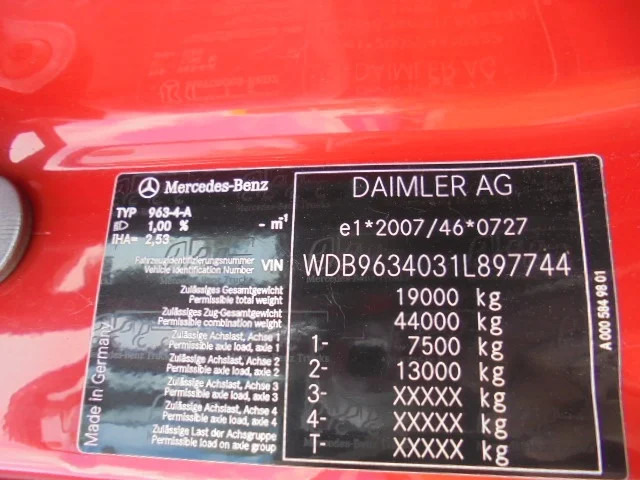 Mercedes-Benz
DAIMLER AG
TYP 963-4-A
1,00 % - m-1
IHA= 2,53
e1*2007/46*0727
Fahrzeugidentifizierungsnummer
Vehicle Identification Number VIN WDB9634031L897744
Zulässiges Gesamtgewicht
Permissible total weight 19000 kg
Zulässiges Zug-Gesamtgewicht
Permissible combination weight 44000 kg
Zulässige Achslast, Achse 1
Permissible axle load, axle 1 1- 7500 kg
Zulässige Achslast, Achse 2
Permissible axle load, axle 2 2- 13000 kg
Zulässige Achslast, Achse 3
Permissible axle load, axle 3 3- XXXXX kg
Zulässige Achslast, Achse 4
Permissible axle load, axle 4 4- XXXXX kg
Zulässige Last der Achsgruppe
Permissible load on axle group T- XXXXX kg
Made in Germany
A 000 584 98 01